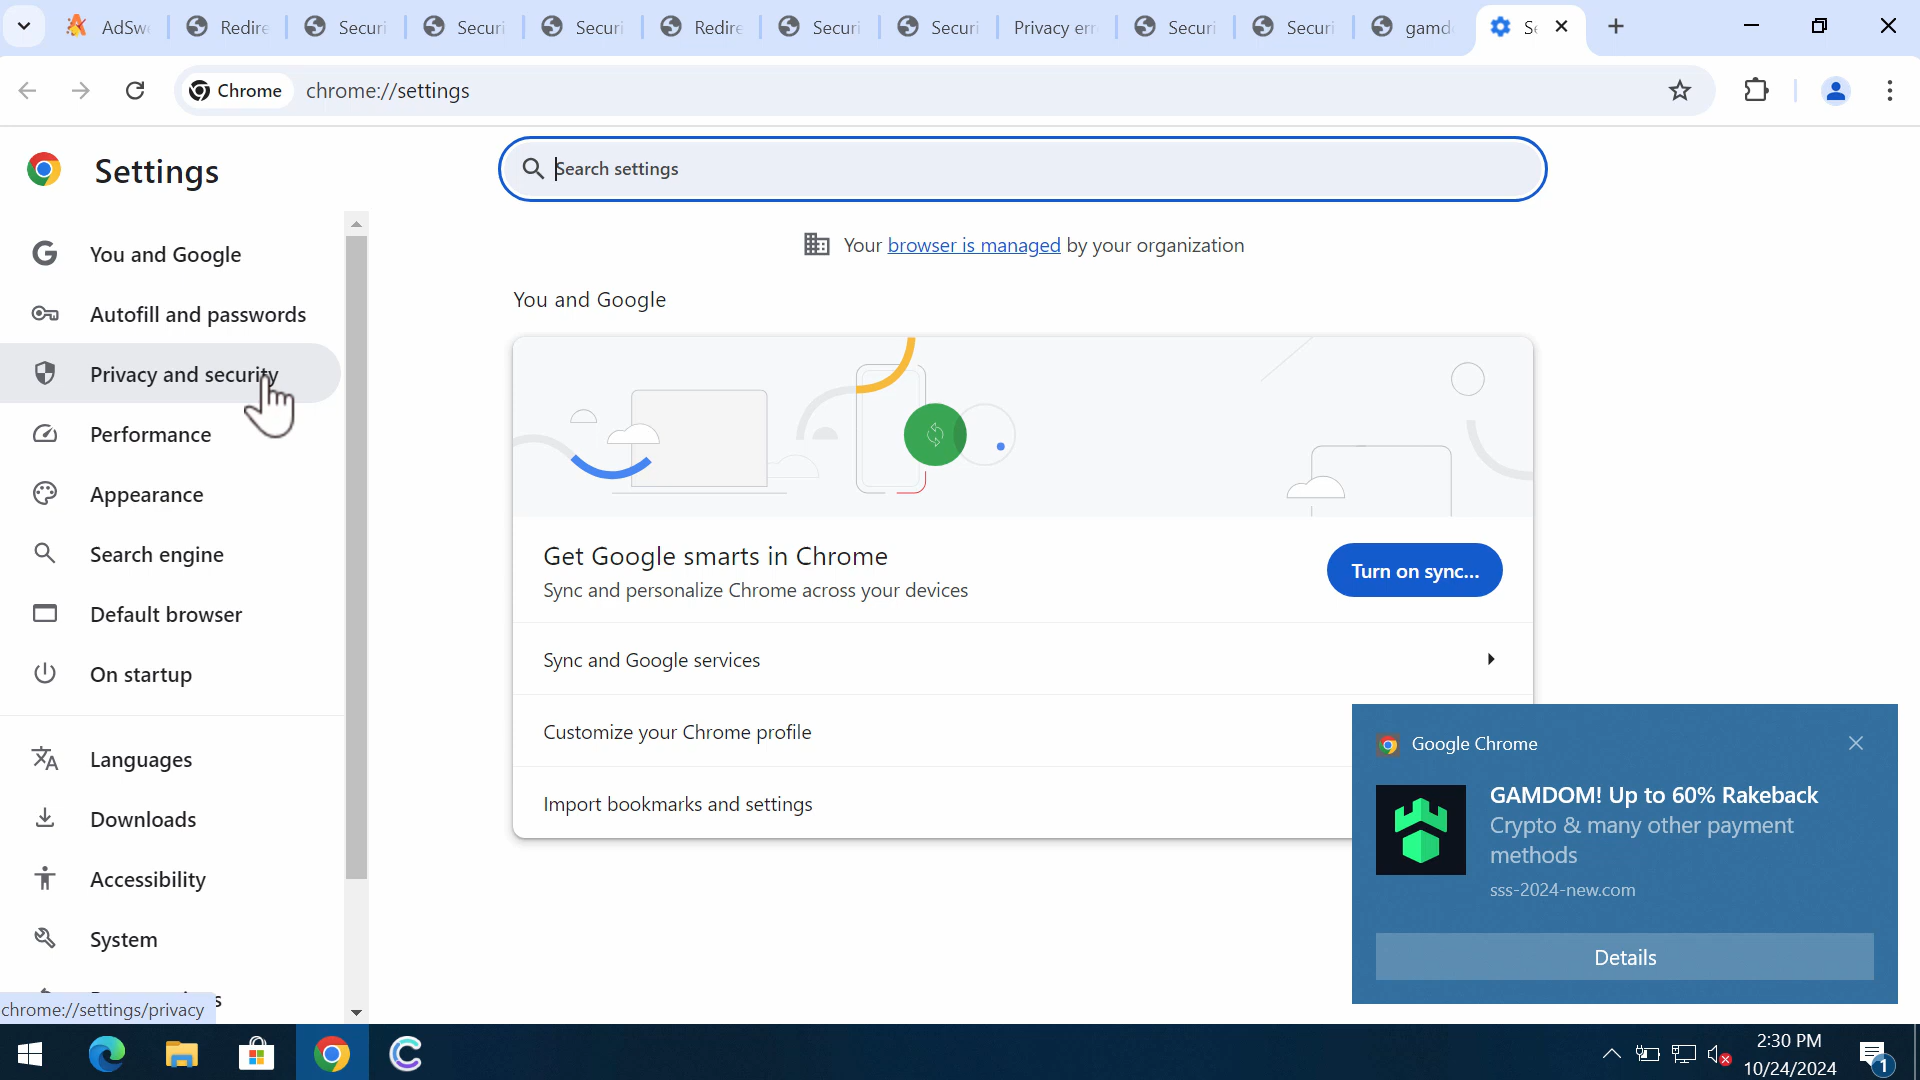 AdSw
Redire
Securi
Securi
Securi
Redire
Securi
Securi
Privacy err
Securi
Securi
gamd
Se
Chrome
chrome://settings
Settings
Search settings
Your browser is managed by your organization
You and Google
Autofill and passwords
Privacy and security
Performance
Appearance
Search engine
Default browser
On startup
Languages
Downloads
Accessibility
System
chrome://settings/privacy
You and Google
Get Google smarts in Chrome
Sync and personalize Chrome across your devices
Turn on sync...
Sync and Google services
Customize your Chrome profile
Import bookmarks and settings
Google Chrome
GAMDOM! Up to 60% Rakeback
Crypto & many other payment
methods
sss-2024-new.com
Details
2:30 PM
10/24/2024
1